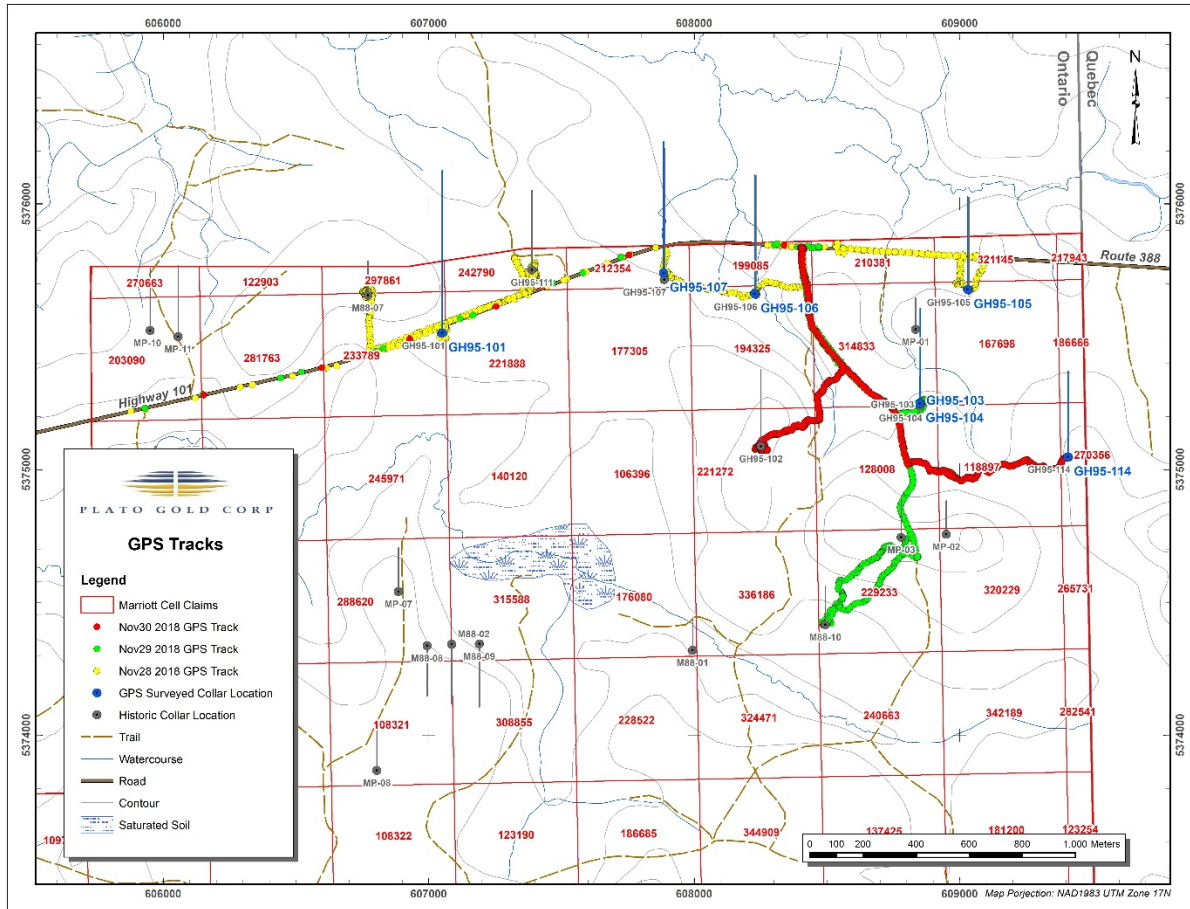 606000 607000 608000 609000
Ontario
Quebec
N
5376000 5376000
Route 388
321145 217943
199085
210381
212354
242790
297861
270663 122903
GH95-111
GH95-107
GH95-107
GH95-106
GH95-106
GH95-105
GH95-105
M88-07
MP-10
MP-11
GH95-101
GH95-101
MP-01
203090 281763 233789 221888 177305 194325 314833 167698 186666
Highway 101
GH95-103
GH95-103
GH95-104
GH95-104
GH95-102
GH95-114
270356
GH95-114
5375000 5375000
245971 140120 106396 221272 128008 118897
PLATO GOLD CORP
GPS Tracks
Legend
Marriott Cell Claims
Nov30 2018 GPS Track
Nov29 2018 GPS Track
Nov28 2018 GPS Track
GPS Surveyed Collar Location
Historic Collar Location
Trail
Watercourse
Road
Contour
Saturated Soil
MP-03
MP-02
MP-07
288620 315588 176080 336186 229233 320229 265731
M88-10
M88-02
M88-08
M88-09
M88-01
108321 308855 228522 324471 240663 342189 282541
5374000 5374000
MP-08
1097
108322 123190 186685 344909 137425 181200 123254
0 200 400 600 800 1,000 Meters
606000 607000 608000 609000
Map Porjection: NAD1983 UTM Zone 17N